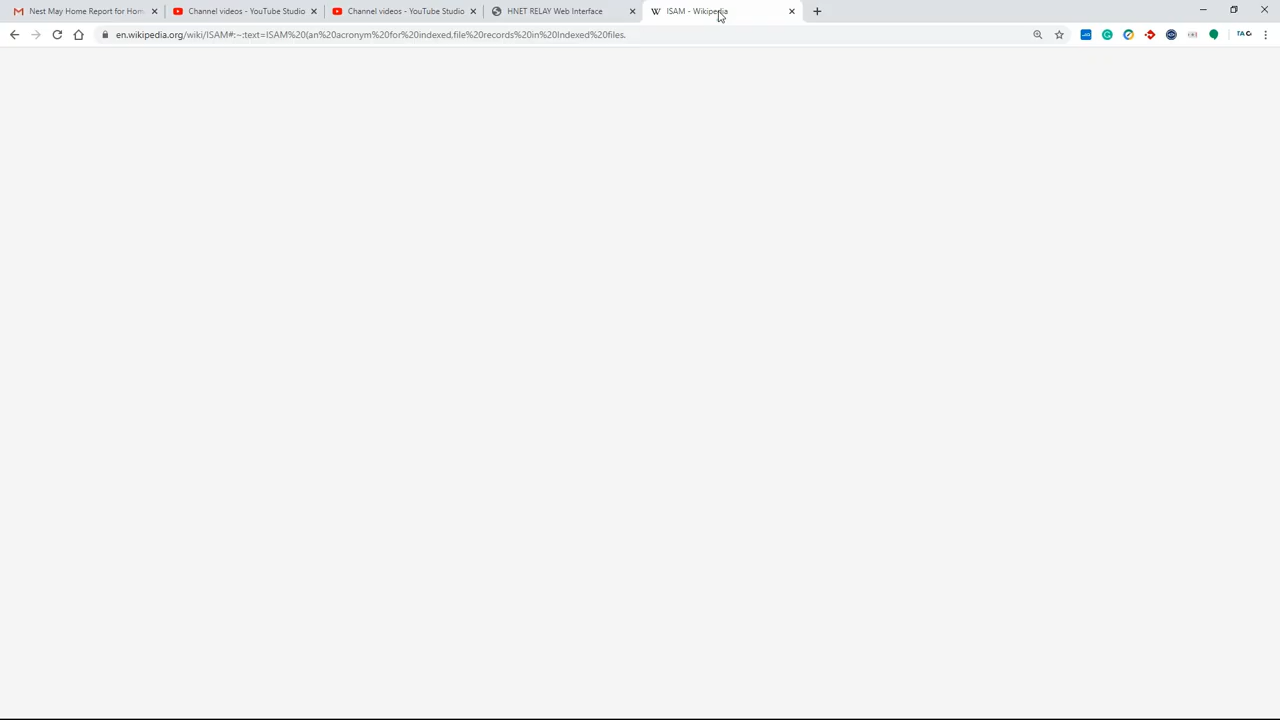 Nest May Home Report for Hom
Channel videos - YouTube Studio
Channel videos - YouTube Studio
HNET RELAY Web Interface
ISAM - Wikipedia
en.wikipedia.org/wiki/ISAM#:~:text=ISAM%20(an%20acronym%20for%20indexed,file%20records%20in%20Indexed%20files.